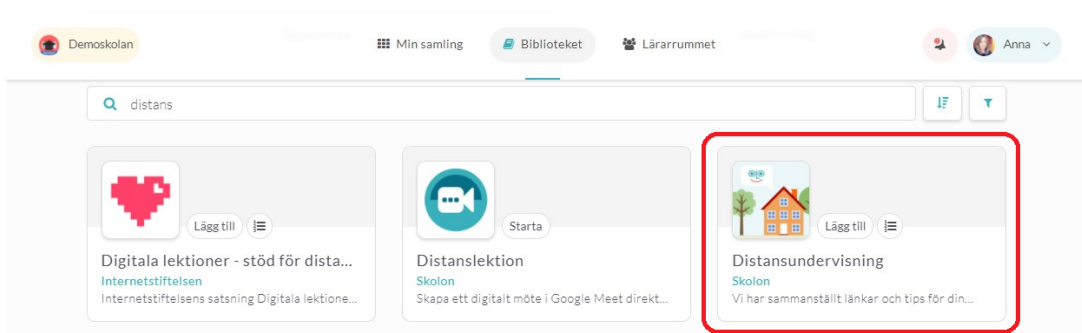 Demoskolan
Min samling
Biblioteket
Lärarrummet
Anna
distans
Lägg till
Digitala lektioner - stöd för dista...
Internetstiftelsen
Internetstiftelsens satsning Digitala lektione...
Starta
Distanslektion
Skolon
Skapa ett digitalt möte i Google Meet direkt...
Lägg till
Distansundervisning
Skolon
Vi har sammanställt länkar och tips för din...